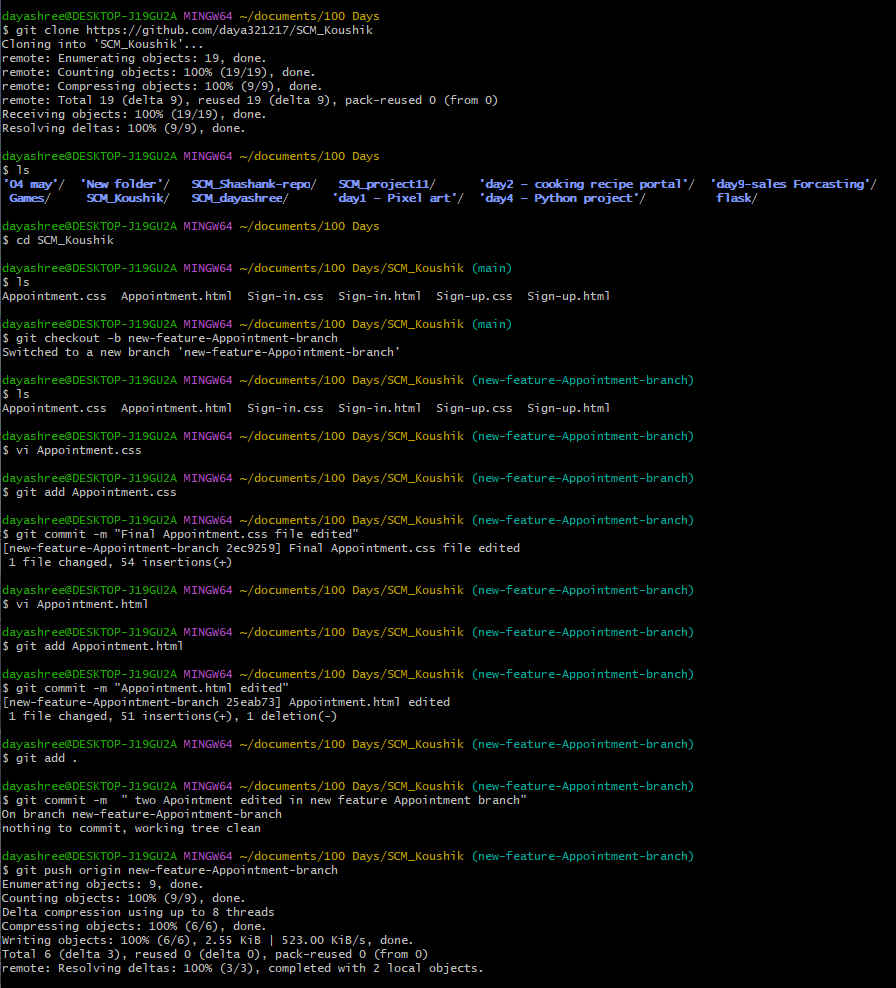 dayashree@DESKTOP-J19GU2A MINGW64 ~/documents/100 Days
$ git clone https://github.com/daya321217/SCM_Koushik
Cloning into 'SCM_Koushik'...
remote: Enumerating objects: 19, done.
remote: Counting objects: 100% (19/19), done.
remote: Compressing objects: 100% (9/9), done.
remote: Total 19 (delta 9), reused 19 (delta 9), pack-reused 0 (from 0)
Receiving objects: 100% (19/19), done.
Resolving deltas: 100% (9/9), done.
dayashree@DESKTOP-J19GU2A MINGW64 ~/documents/100 Days
$ ls
'04 may'/  'New folder'/   SCM_Shashank-repo/   SCM_project11/      'day2 - cooking recipe portal'/  'day9-sales Forcasting'/
 Games/     SCM_Koushik/   SCM_dayashree/      'day1 - Pixel art'/  'day4 - Python project'/          flask/
dayashree@DESKTOP-J19GU2A MINGW64 ~/documents/100 Days
$ cd SCM_Koushik
dayashree@DESKTOP-J19GU2A MINGW64 ~/documents/100 Days/SCM_Koushik (main)
$ ls
Appointment.css  Appointment.html  Sign-in.css  Sign-in.html  Sign-up.css  Sign-up.html
dayashree@DESKTOP-J19GU2A MINGW64 ~/documents/100 Days/SCM_Koushik (main)
$ git checkout -b new-feature-Appointment-branch
Switched to a new branch 'new-feature-Appointment-branch'
dayashree@DESKTOP-J19GU2A MINGW64 ~/documents/100 Days/SCM_Koushik (new-feature-Appointment-branch)
$ ls
Appointment.css  Appointment.html  Sign-in.css  Sign-in.html  Sign-up.css  Sign-up.html
dayashree@DESKTOP-J19GU2A MINGW64 ~/documents/100 Days/SCM_Koushik (new-feature-Appointment-branch)
$ vi Appointment.css
dayashree@DESKTOP-J19GU2A MINGW64 ~/documents/100 Days/SCM_Koushik (new-feature-Appointment-branch)
$ git add Appointment.css
dayashree@DESKTOP-J19GU2A MINGW64 ~/documents/100 Days/SCM_Koushik (new-feature-Appointment-branch)
$ git commit -m "Final Appointment.css file edited"
[new-feature-Appointment-branch 2ec9259] Final Appointment.css file edited
 1 file changed, 54 insertions(+)
dayashree@DESKTOP-J19GU2A MINGW64 ~/documents/100 Days/SCM_Koushik (new-feature-Appointment-branch)
$ vi Appointment.html
dayashree@DESKTOP-J19GU2A MINGW64 ~/documents/100 Days/SCM_Koushik (new-feature-Appointment-branch)
$ git add Appointment.html
dayashree@DESKTOP-J19GU2A MINGW64 ~/documents/100 Days/SCM_Koushik (new-feature-Appointment-branch)
$ git commit -m "Appointment.html edited"
[new-feature-Appointment-branch 25eab73] Appointment.html edited
 1 file changed, 51 insertions(+), 1 deletion(-)
dayashree@DESKTOP-J19GU2A MINGW64 ~/documents/100 Days/SCM_Koushik (new-feature-Appointment-branch)
$ git add .
dayashree@DESKTOP-J19GU2A MINGW64 ~/documents/100 Days/SCM_Koushik (new-feature-Appointment-branch)
$ git commit -m  " two Apointment edited in new feature Appointment branch"
On branch new-feature-Appointment-branch
nothing to commit, working tree clean
dayashree@DESKTOP-J19GU2A MINGW64 ~/documents/100 Days/SCM_Koushik (new-feature-Appointment-branch)
$ git push origin new-feature-Appointment-branch
Enumerating objects: 9, done.
Counting objects: 100% (9/9), done.
Delta compression using up to 8 threads
Compressing objects: 100% (6/6), done.
Writing objects: 100% (6/6), 2.55 KiB | 523.00 KiB/s, done.
Total 6 (delta 3), reused 0 (delta 0), pack-reused 0 (from 0)
remote: Resolving deltas: 100% (3/3), completed with 2 local objects.